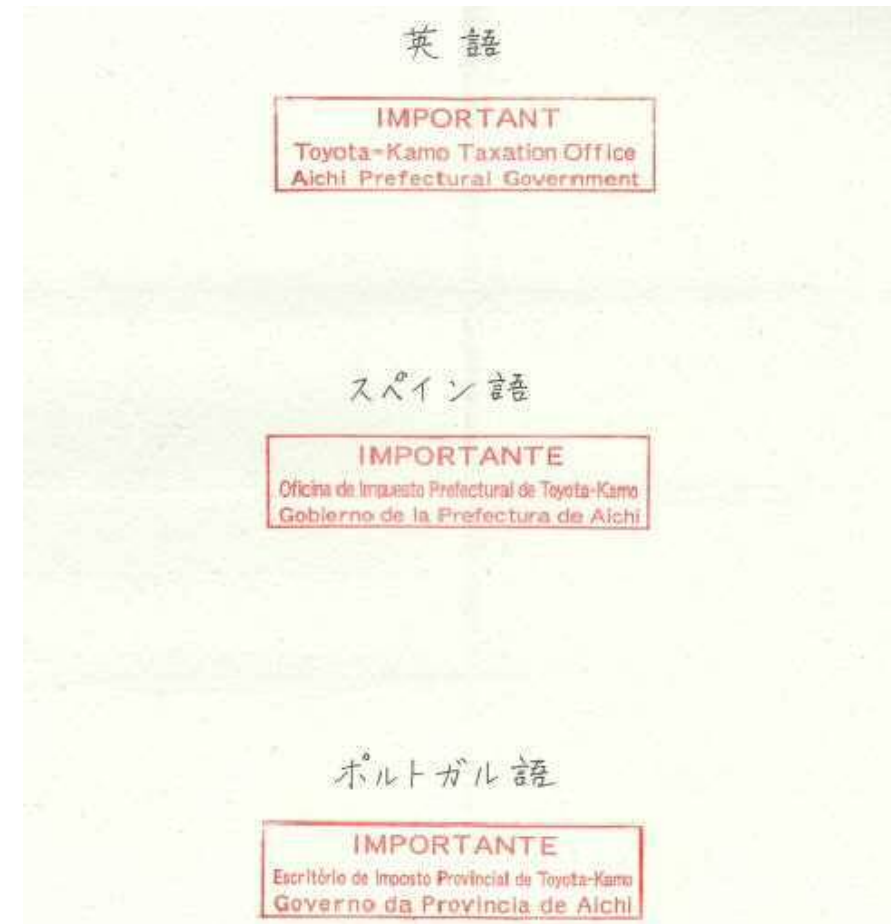 英語
IMPORTANT
Toyota-Kamo Taxation Office
Aichi Prefectural Government
スペイン語
IMPORTANTE
Oficina de Impuesto Prefectural de Toyota-Kamo
Gobierno de la Prefectura de Aichi
ポルトガル語
IMPORTANTE
Escritório de Imposto Provincial de Toyota-Kamo
Governo da Província de Aichi